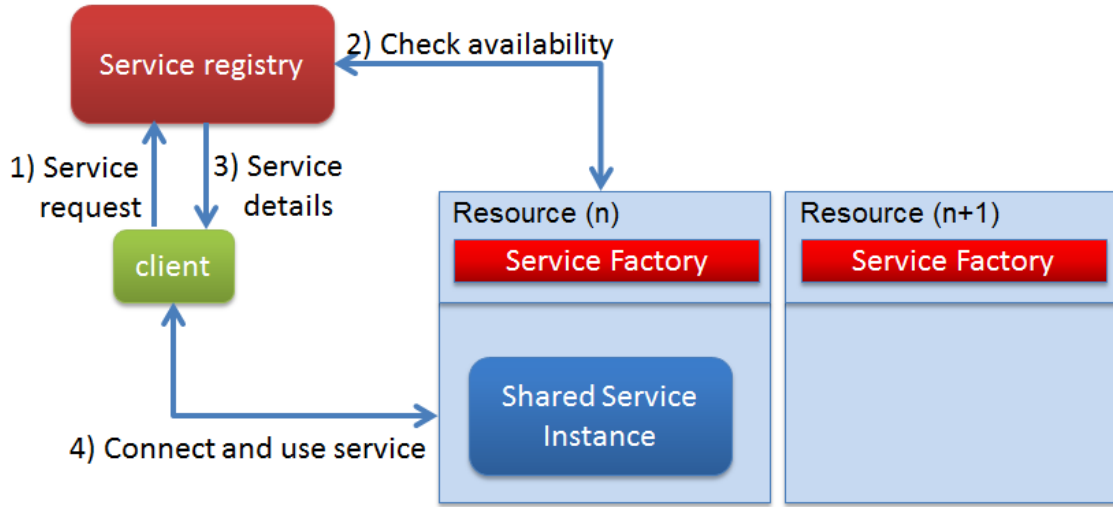 2) Check availability
Service registry
1) Service
request
3) Service
details
client
Resource (n)
Service Factory
Resource (n+1)
Service Factory
Shared Service
Instance
4) Connect and use service